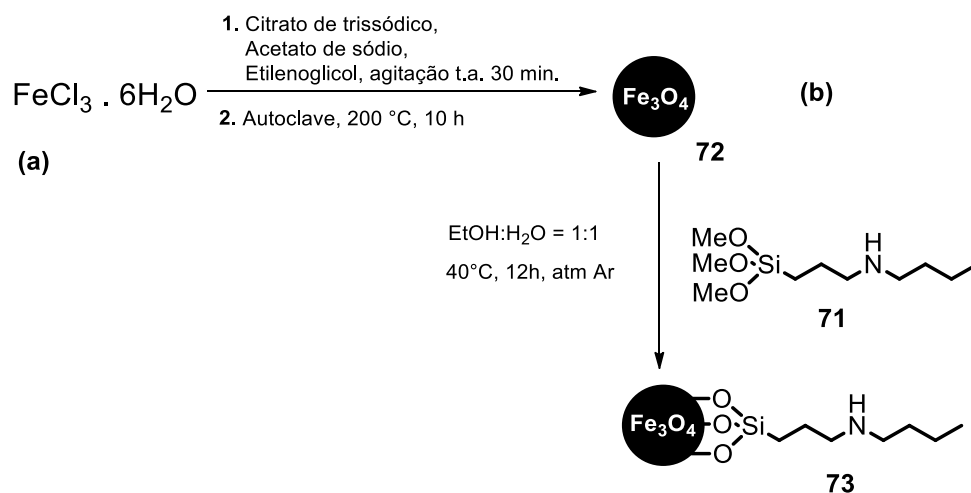 1. Citrato de trissódico,
Acetato de sódio,
Etilenoglicol, agitação t.a. 30 min.
FeCl₃ . 6H₂O
2. Autoclave, 200 °C, 10 h
(a)
Fe₃O₄
72
(b)
EtOH:H₂O = 1:1
40°C, 12h, atm Ar
MeO
MeO
MeO
Si
H
N
71
Fe₃O₄
O
O
O
Si
H
N
73